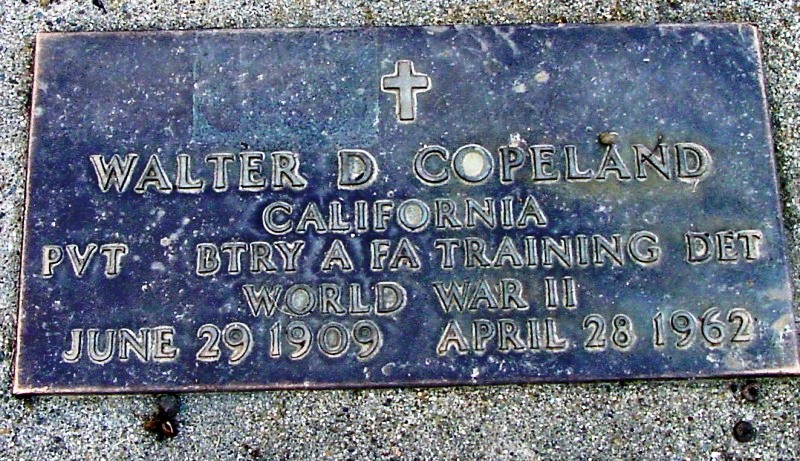 WALTER D COPELAND
CALIFORNIA
PVT BTRY A FA TRAINING DET
WORLD WAR II
JUNE 29 1909 APRIL 28 1962